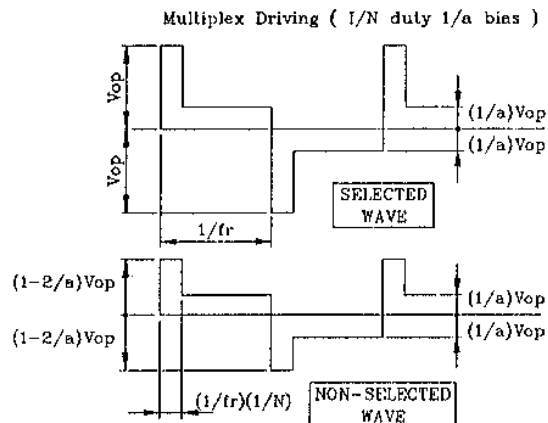 Multiplex Driving ( I/N duty 1/a bias )
Vop
(1/a)Vop
(1/a)Vop
Vop
SELECTED
WAVE
1/fr
(1-2/a)Vop
(1/a)Vop
(1-2/a)Vop
(1/a)Vop
(1/fr)(1/N)
NON-SELECTED
WAVE